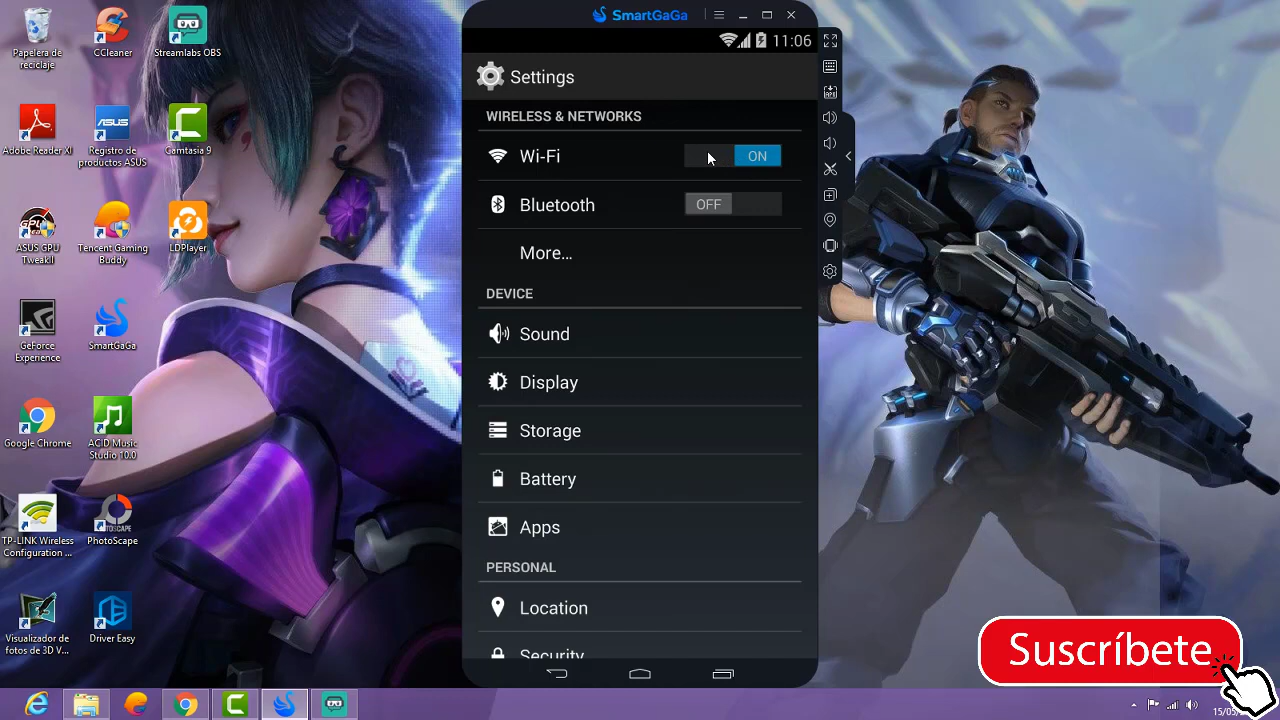 Papelera de
reciclaje
CCleaner
Streamlabs OBS
Adobe Reader XI
Registro de
productos ASUS
Camtasia 9
ASUS GPU
TweakII
Tencent Gaming
Buddy
LDPlayer
GeForce
Experience
SmartGaGa
Google Chrome
ACID Music
Studio 10.0
TP-LINK Wireless
Configuration ...
PhotoScape
Visualizador de
fotos de 3D V...
Driver Easy
SmartGaGa
11:06
Settings
WIRELESS & NETWORKS
Wi-Fi
ON
Bluetooth
OFF
More...
DEVICE
Sound
Display
Storage
Battery
Apps
PERSONAL
Location
Security
Suscríbete